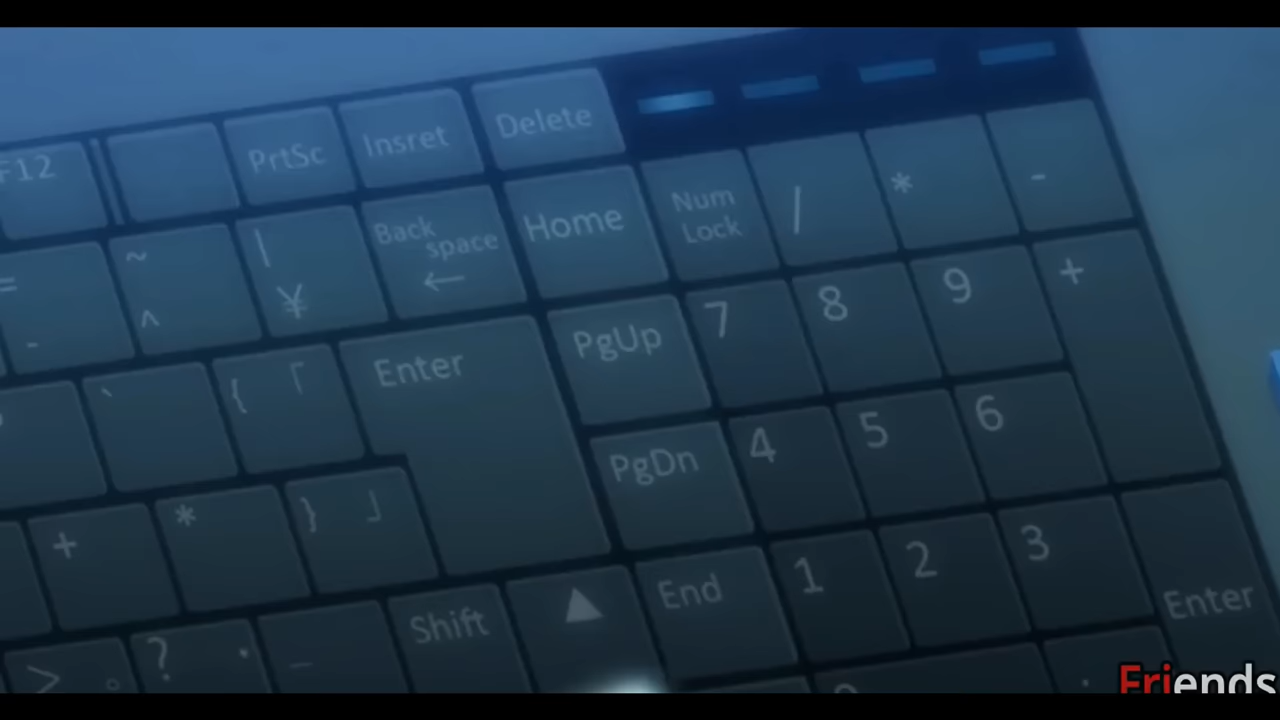 F12 PrtSc Insret Delete
= - ~ ^ | ¥ Back space ← Home Num Lock / * -
` { 「 Enter PgUp 7 8 9 +
+ * } 」 PgDn 4 5 6
> 。 ? ・ _ Shift ▲ End 1 2 3 Enter
Friends